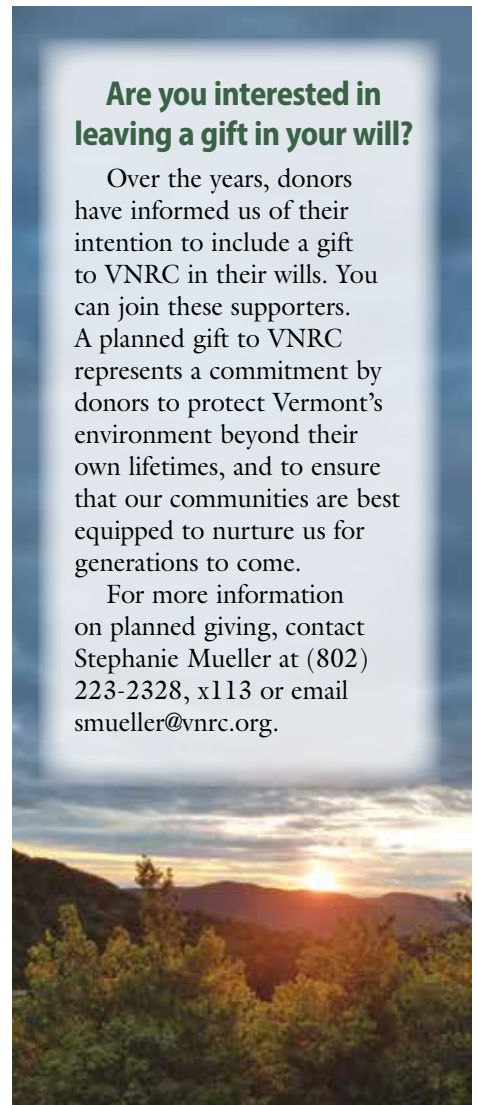 Are you interested in
leaving a gift in your will?
Over the years, donors
have informed us of their
intention to include a gift
to VNRC in their wills. You
can join these supporters.
A planned gift to VNRC
represents a commitment by
donors to protect Vermont’s
environment beyond their
own lifetimes, and to ensure
that our communities are best
equipped to nurture us for
generations to come.
For more information
on planned giving, contact
Stephanie Mueller at (802)
223-2328, x113 or email
smueller@vnrc.org.